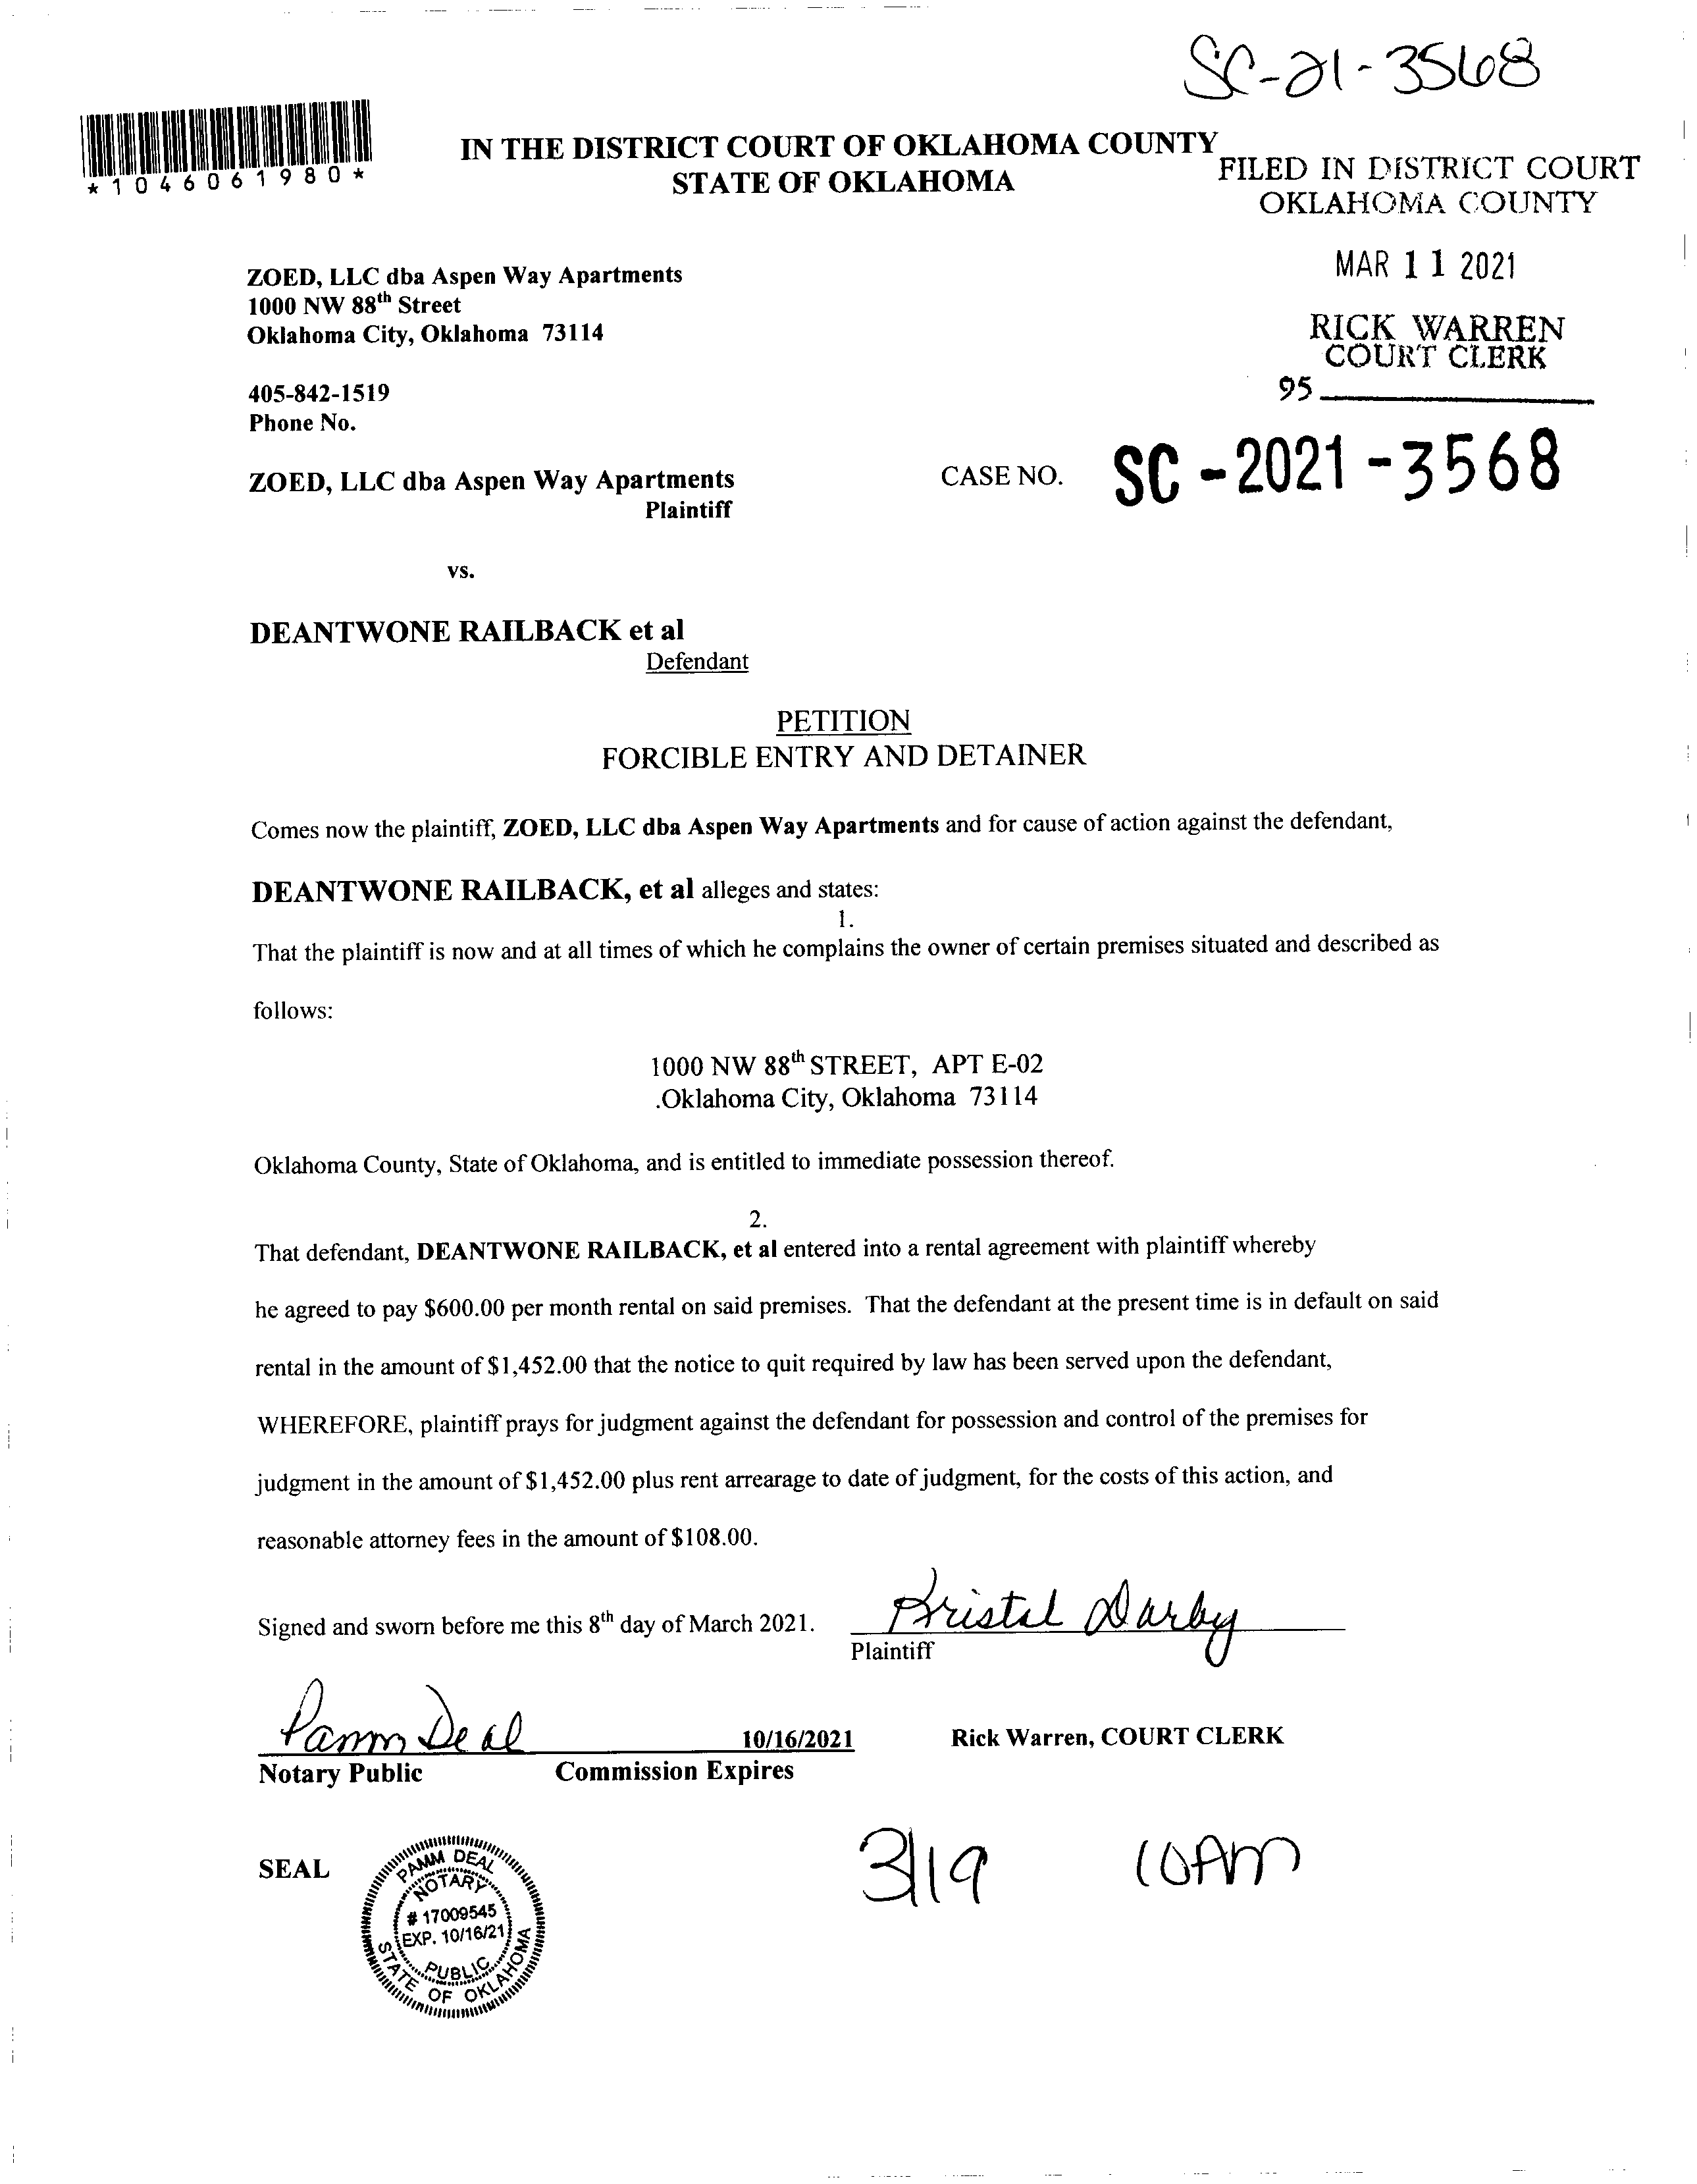 SC-21-3568
*1046061980*
IN THE DISTRICT COURT OF OKLAHOMA COUNTY
STATE OF OKLAHOMA
FILED IN DISTRICT COURT
OKLAHOMA COUNTY
MAR 11 2021
RICK WARREN
COURT CLERK
95
ZOED, LLC dba Aspen Way Apartments
1000 NW 88th Street
Oklahoma City, Oklahoma 73114
405-842-1519
Phone No.
ZOED, LLC dba Aspen Way Apartments
Plaintiff
CASE NO. SC-2021-3568
vs.
DEANTWONE RAILBACK et al
Defendant
PETITION
FORCIBLE ENTRY AND DETAINER
Comes now the plaintiff, ZOED, LLC dba Aspen Way Apartments and for cause of action against the defendant,
DEANTWONE RAILBACK, et al alleges and states:
1.
That the plaintiff is now and at all times of which he complains the owner of certain premises situated and described as
follows:
1000 NW 88th STREET, APT E-02
.Oklahoma City, Oklahoma 73114
Oklahoma County, State of Oklahoma, and is entitled to immediate possession thereof.
2.
That defendant, DEANTWONE RAILBACK, et al entered into a rental agreement with plaintiff whereby
he agreed to pay $600.00 per month rental on said premises. That the defendant at the present time is in default on said
rental in the amount of $1,452.00 that the notice to quit required by law has been served upon the defendant,
WHEREFORE, plaintiff prays for judgment against the defendant for possession and control of the premises for
judgment in the amount of $1,452.00 plus rent arrearage to date of judgment, for the costs of this action, and
reasonable attorney fees in the amount of $108.00.
Signed and sworn before me this 8th day of March 2021.
Kristal Darby
Plaintiff
Pamm Deal
10/16/2021
Rick Warren, COURT CLERK
Notary Public
Commission Expires
SEAL
PAMM DEAL
NOTARY
# 17009545
EXP. 10/16/21
PUBLIC
STATE OF OKLAHOMA
3/19 10Am